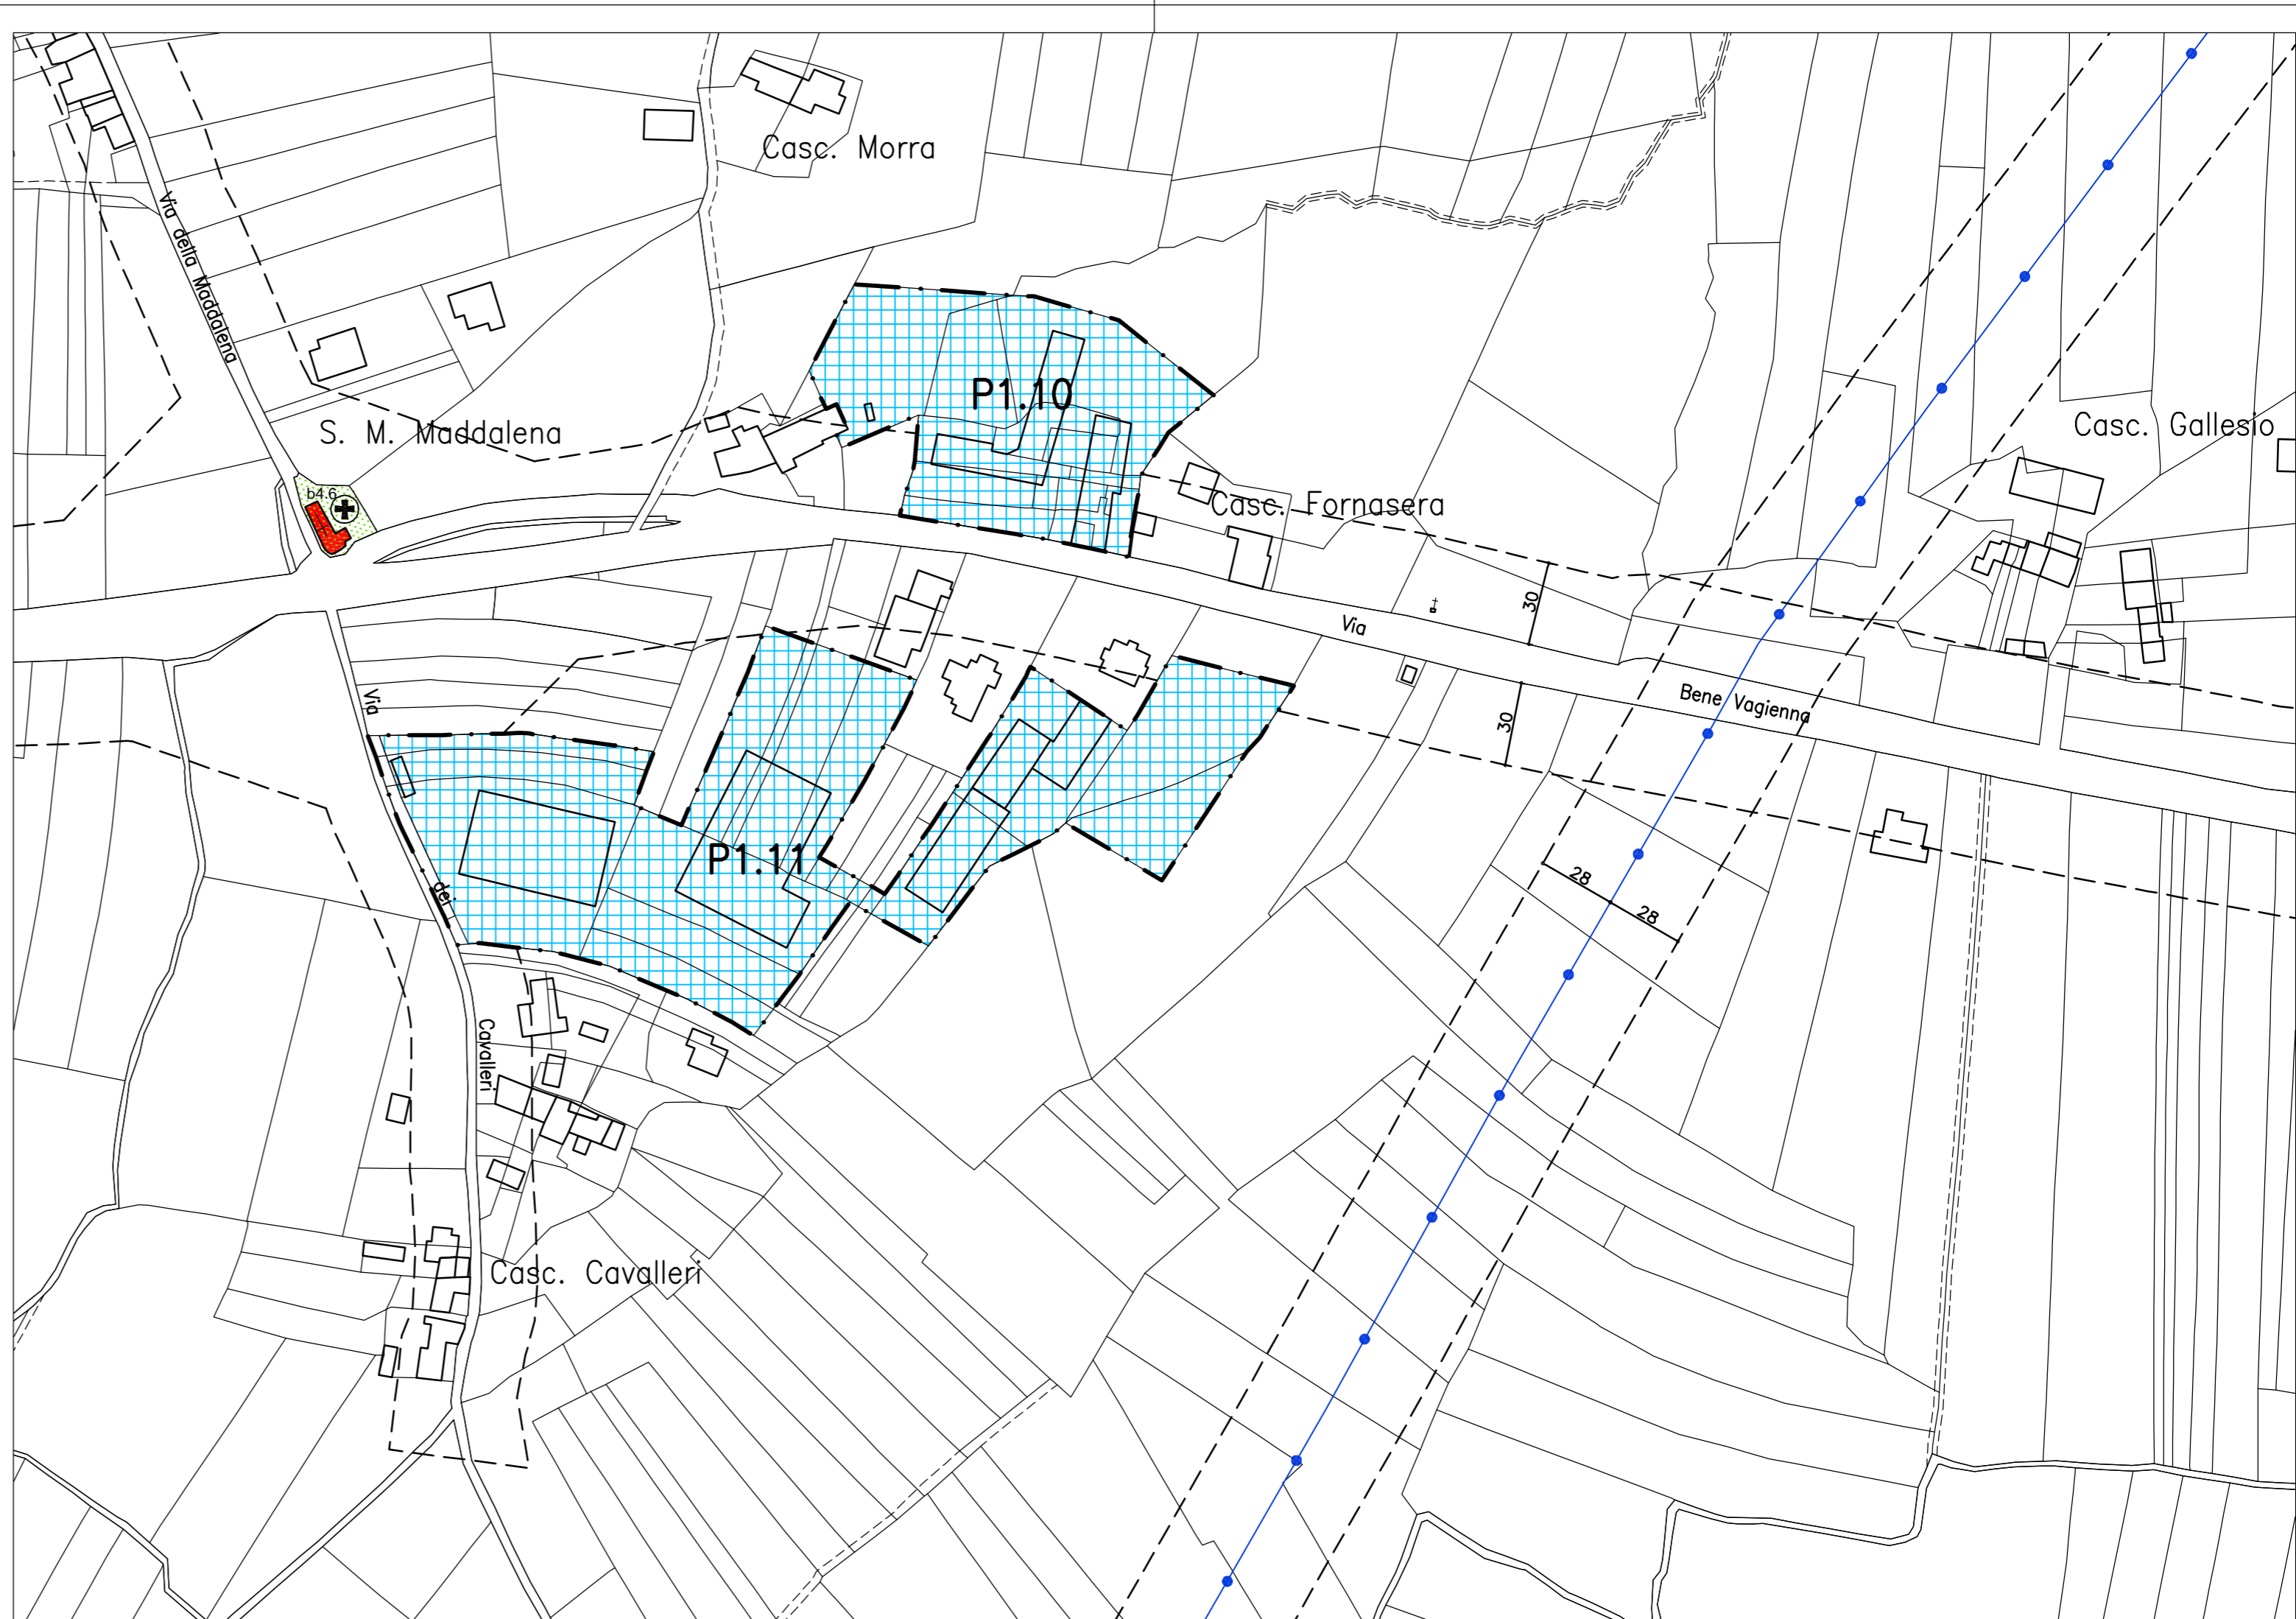 Casc. Morra
Via della Maddalena
P1.10
Casc. Gallesio
S. M. Maddalena
b4.6
Casc. Fornasera
30
Via
Bene Vagienna
30
Via
dei
Cavalleri
P1.11
28
28
Casc. Cavalleri